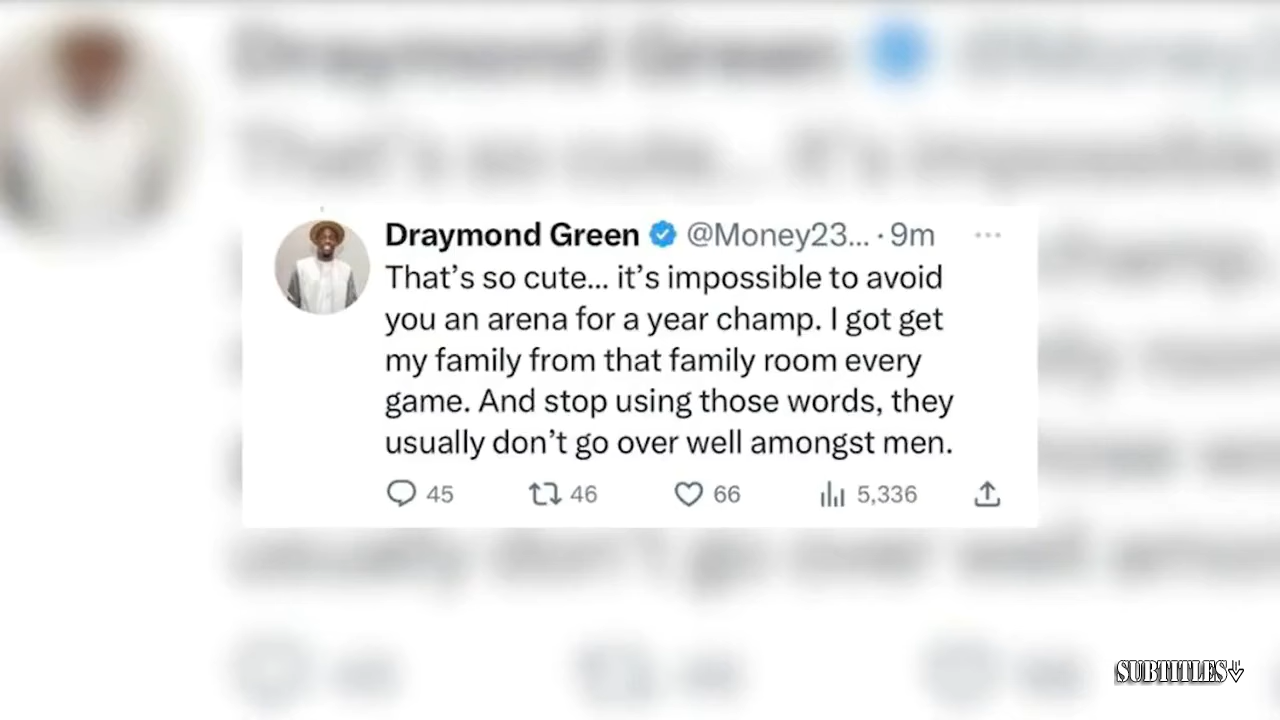 Draymond Green @Money23... · 9m
That's so cute... it's impossible to avoid
you an arena for a year champ. I got get
my family from that family room every
game. And stop using those words, they
usually don't go over well amongst men.
45 46 66 5,336
SUBTITLES